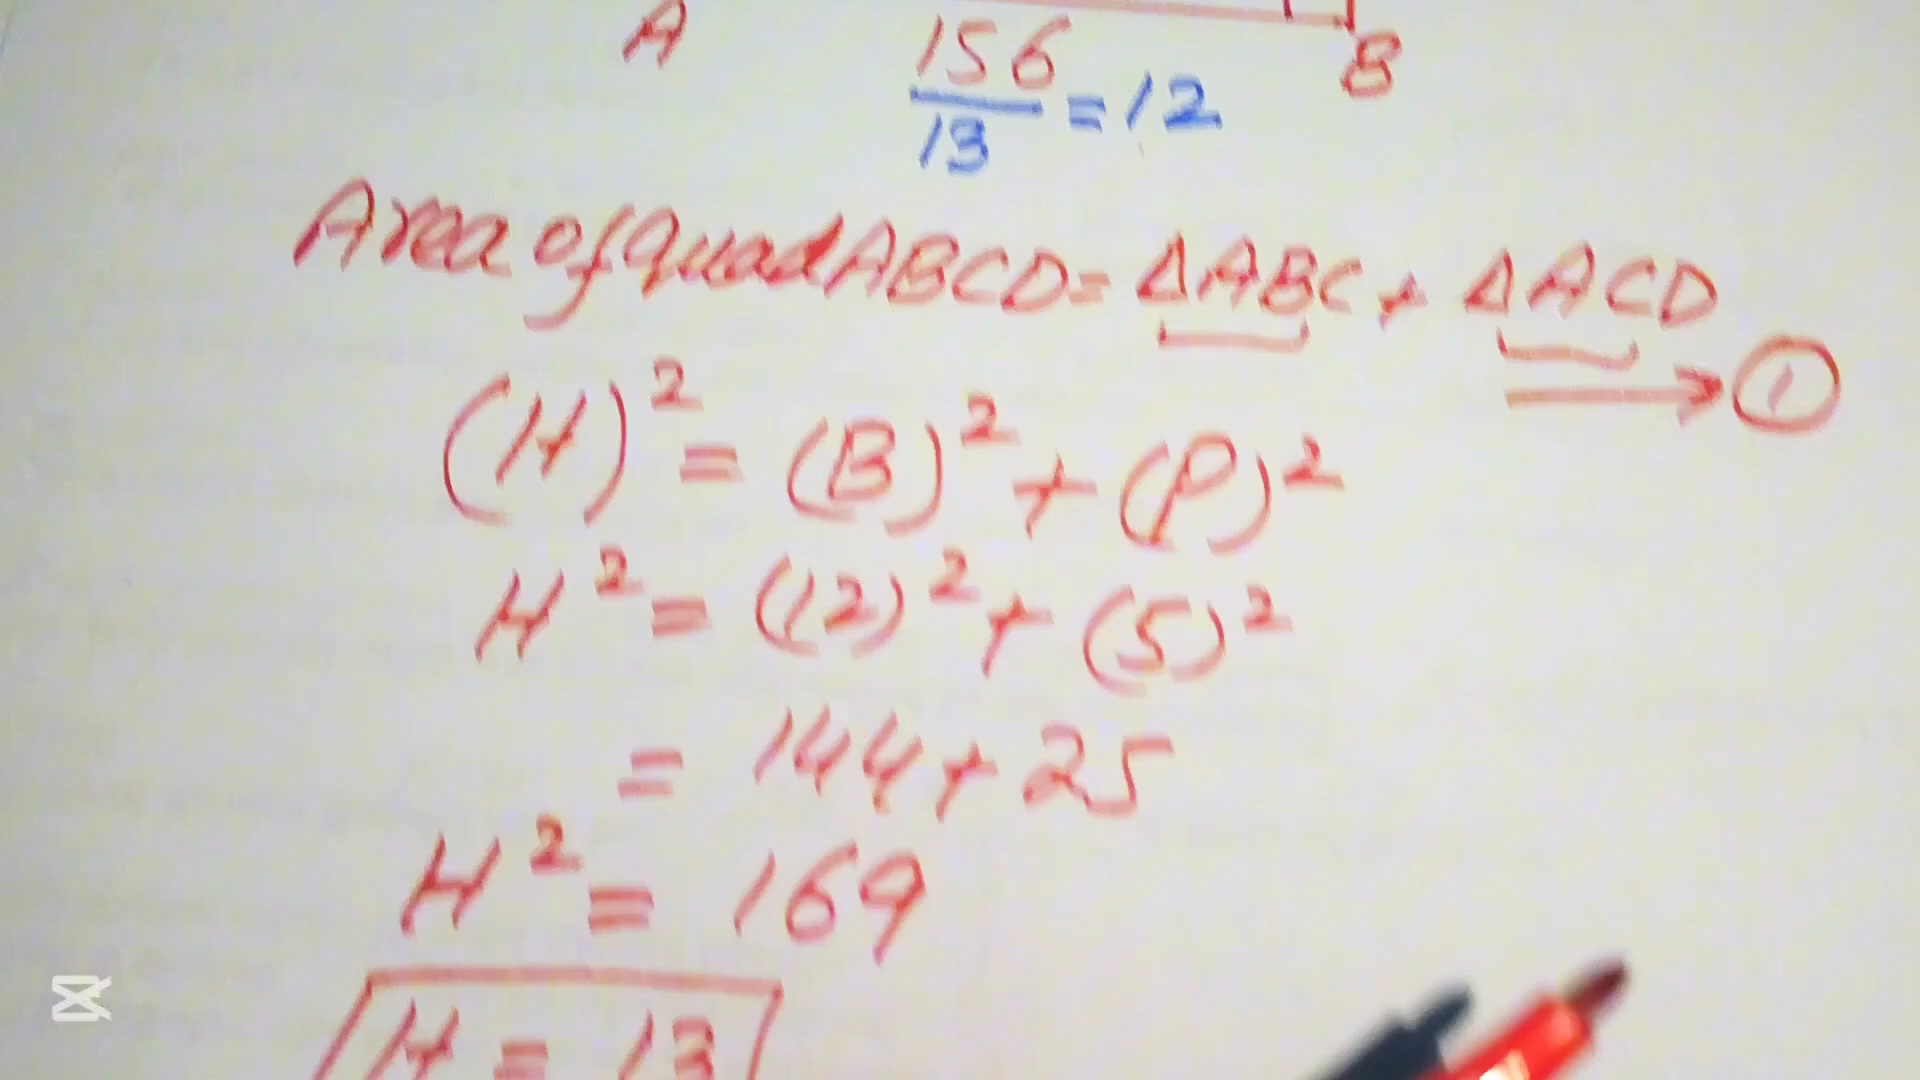 A
B
156
13
=12
Area of quad ABCD = ΔABC + ΔACD
→ ①
(H)² = (B)² + (P)²
H² = (12)² + (5)²
= 144 + 25
H² = 169
H = 13